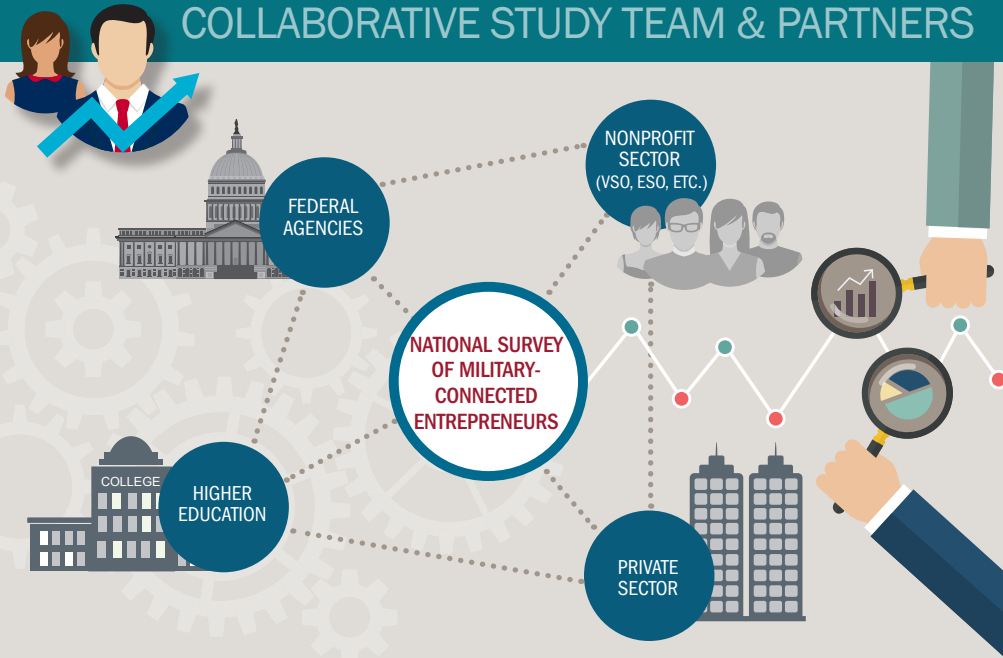 COLLABORATIVE STUDY TEAM & PARTNERS
NONPROFIT
SECTOR
(VSO, ESO, ETC.)
FEDERAL
AGENCIES
NATIONAL SURVEY
OF MILITARY-
CONNECTED
ENTREPRENEURS
COLLEGE
HIGHER
EDUCATION
PRIVATE
SECTOR